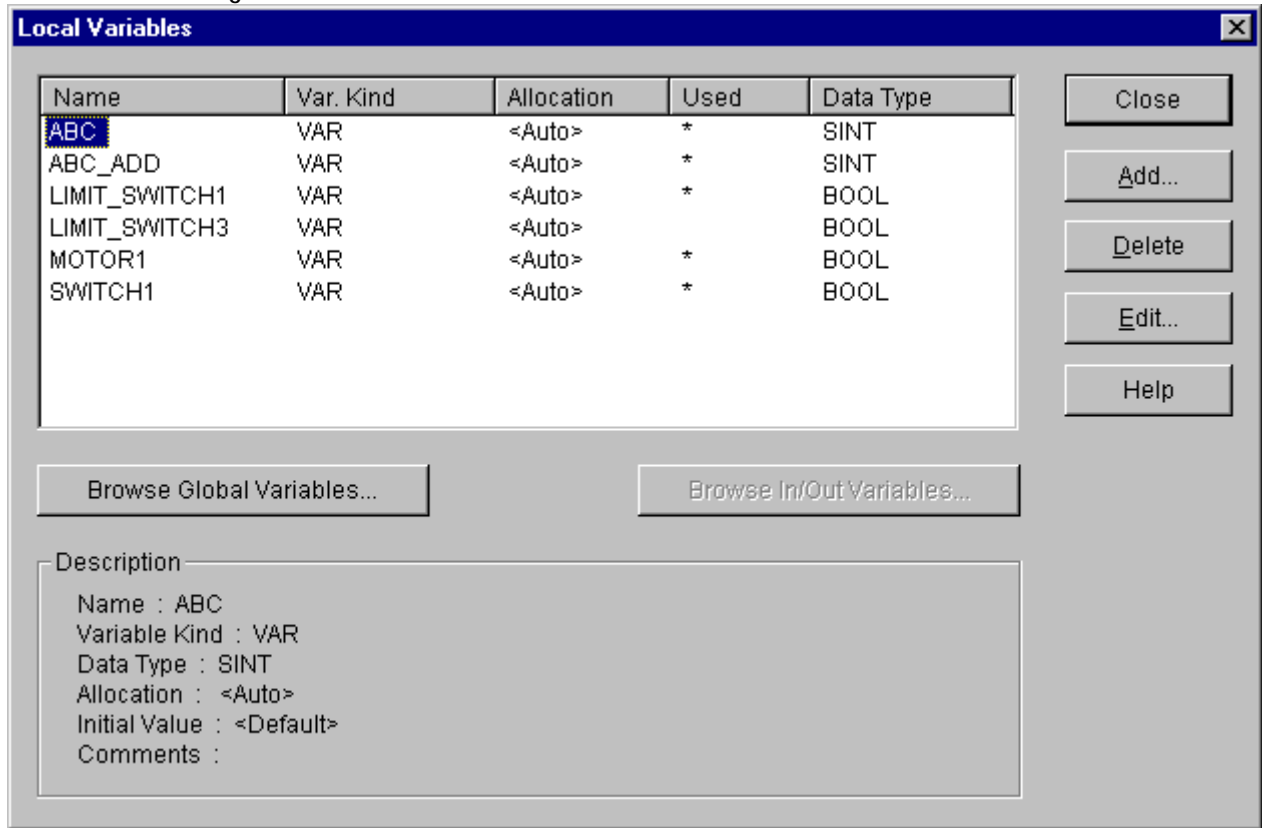 Local Variables
Name Var. Kind Allocation Used Data Type
ABC VAR <Auto> * SINT
ABC_ADD VAR <Auto> * SINT
LIMIT_SWITCH1 VAR <Auto> * BOOL
LIMIT_SWITCH3 VAR <Auto> BOOL
MOTOR1 VAR <Auto> * BOOL
SWITCH1 VAR <Auto> * BOOL
Close
Add...
Delete
Edit...
Help
Browse Global Variables...
Browse In/Out Variables...
Description
Name : ABC
Variable Kind : VAR
Data Type : SINT
Allocation : <Auto>
Initial Value : <Default>
Comments :